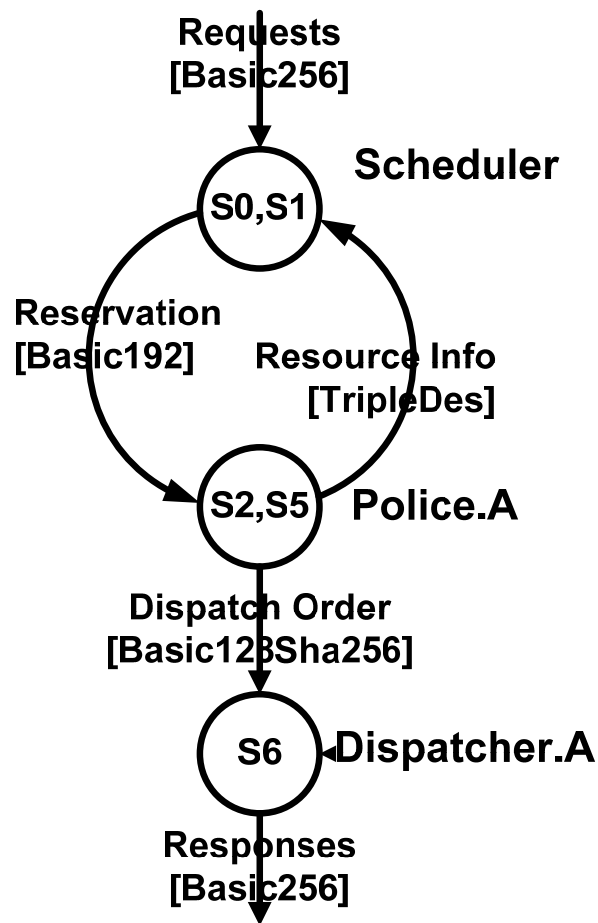 Requests
[Basic256]
Scheduler
S0,S1
Reservation
[Basic192]
Resource Info
[TripleDes]
S2,S5
Police.A
Dispatch Order
[Basic128Sha256]
S6
Dispatcher.A
Responses
[Basic256]